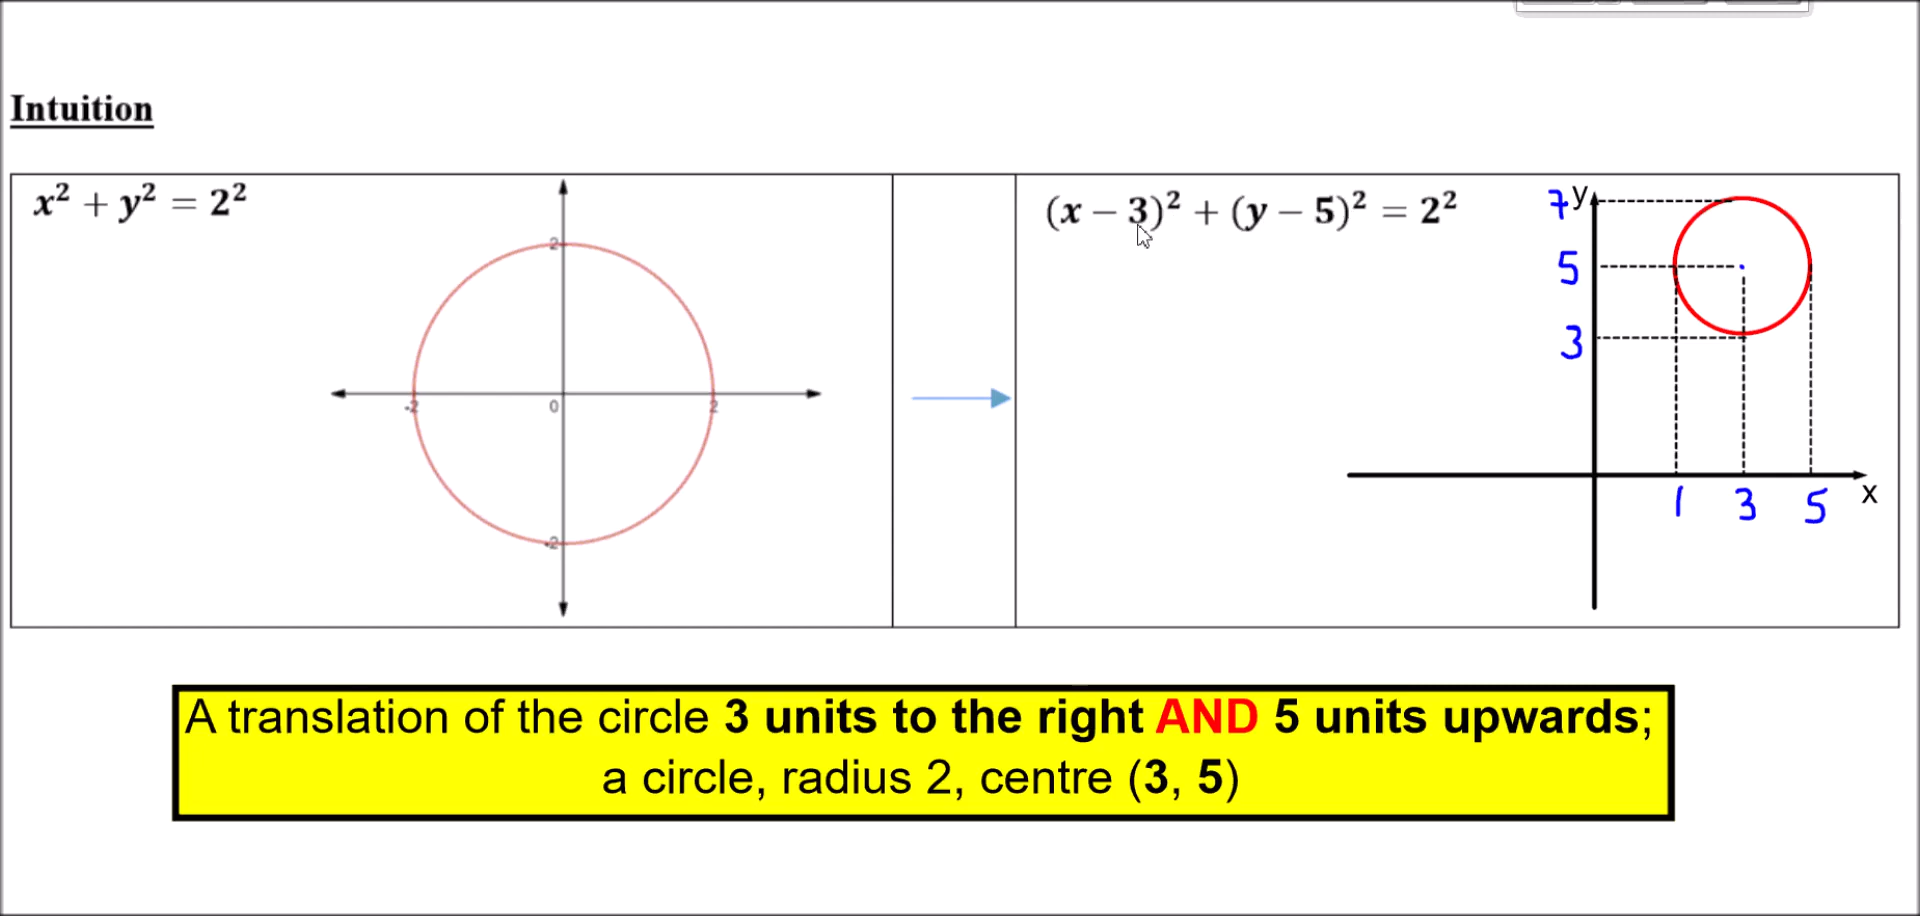 Intuition
x² + y² = 2²
2
-2
0
2
-2
(x − 3)² + (y − 5)² = 2²
7
y
5
3
1
3
5
x
A translation of the circle 3 units to the right AND 5 units upwards;
a circle, radius 2, centre (3, 5)